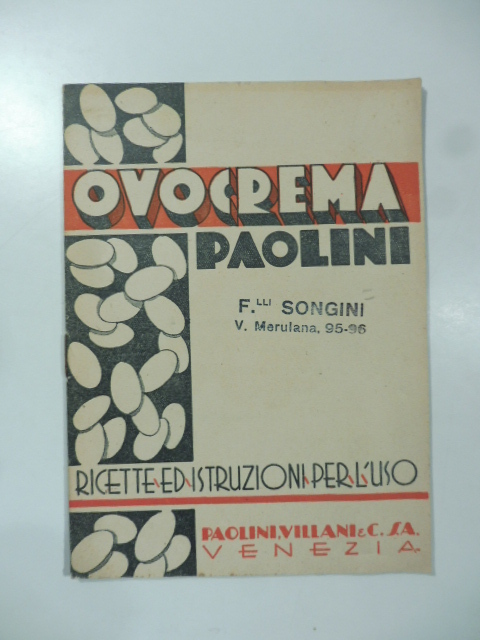 OVOCREMA
PAOLINI
F.LLI SONGINI
V. Merulana, 95-96
RICETTE ED ISTRUZIONI PER L'USO
PAOLINI, VILLANI & C. S.A.
VENEZIA